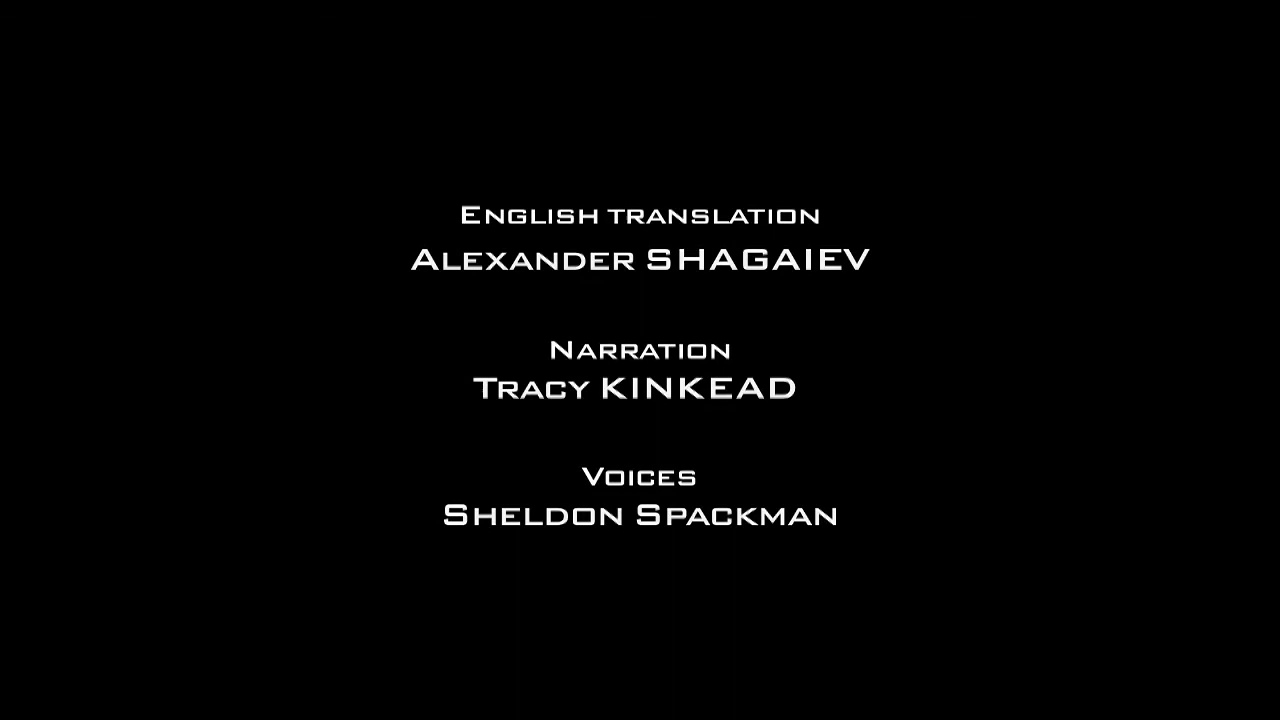 English translation
Alexander SHAGAIEV
Narration
Tracy KINKEAD
Voices
Sheldon Spackman